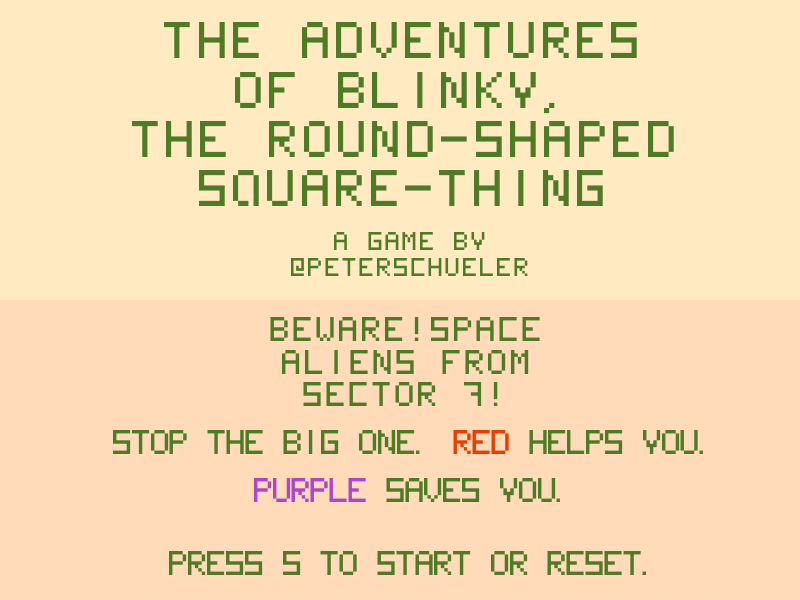 THE ADVENTURES
OF BLINKY,
THE ROUND-SHAPED
SQUARE-THING
A GAME BY
@PETERSCHUELER
BEWARE!SPACE
ALIENS FROM
SECTOR 7!
STOP THE BIG ONE. RED HELPS YOU.
PURPLE SAVES YOU.
PRESS S TO START OR RESET.